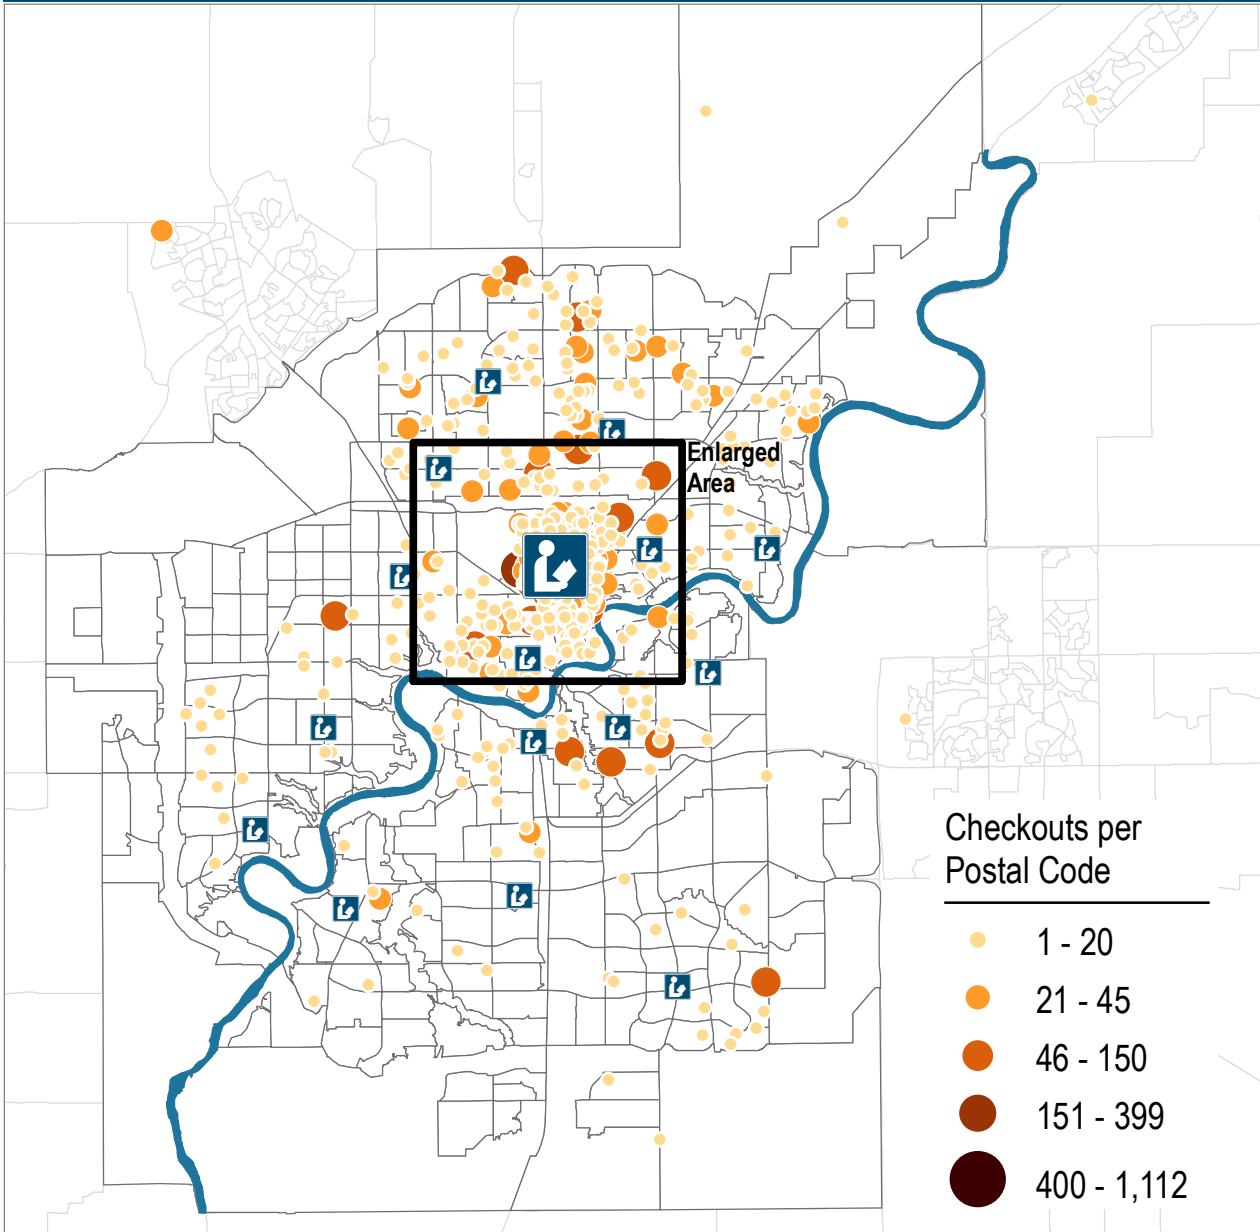 Enlarged
Area
Checkouts per
Postal Code
1 - 20
21 - 45
46 - 150
151 - 399
400 - 1,112